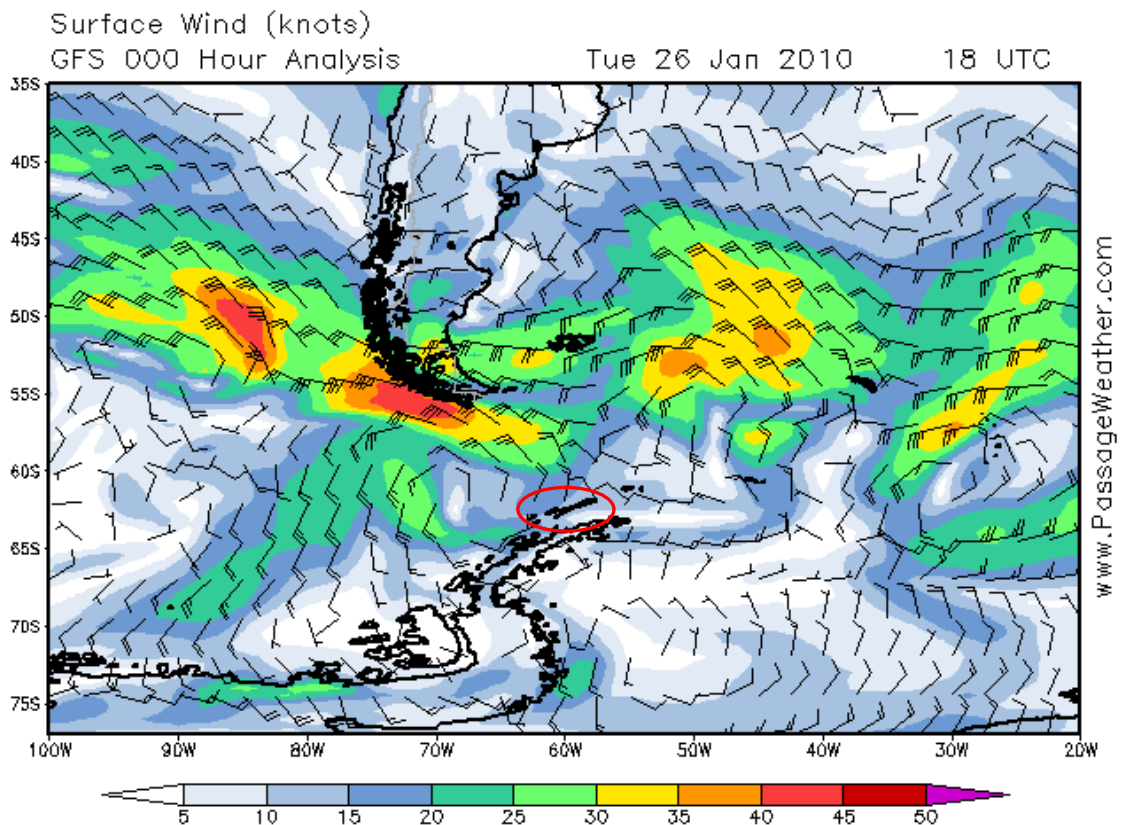 Surface Wind (knots)
GFS 000 Hour Analysis Tue 26 Jan 2010 18 UTC
35S
40S
45S
50S
55S
60S
65S
70S
75S
100W 90W 80W 70W 60W 50W 40W 30W 20W
5 10 15 20 25 30 35 40 45 50
www.PassageWeather.com